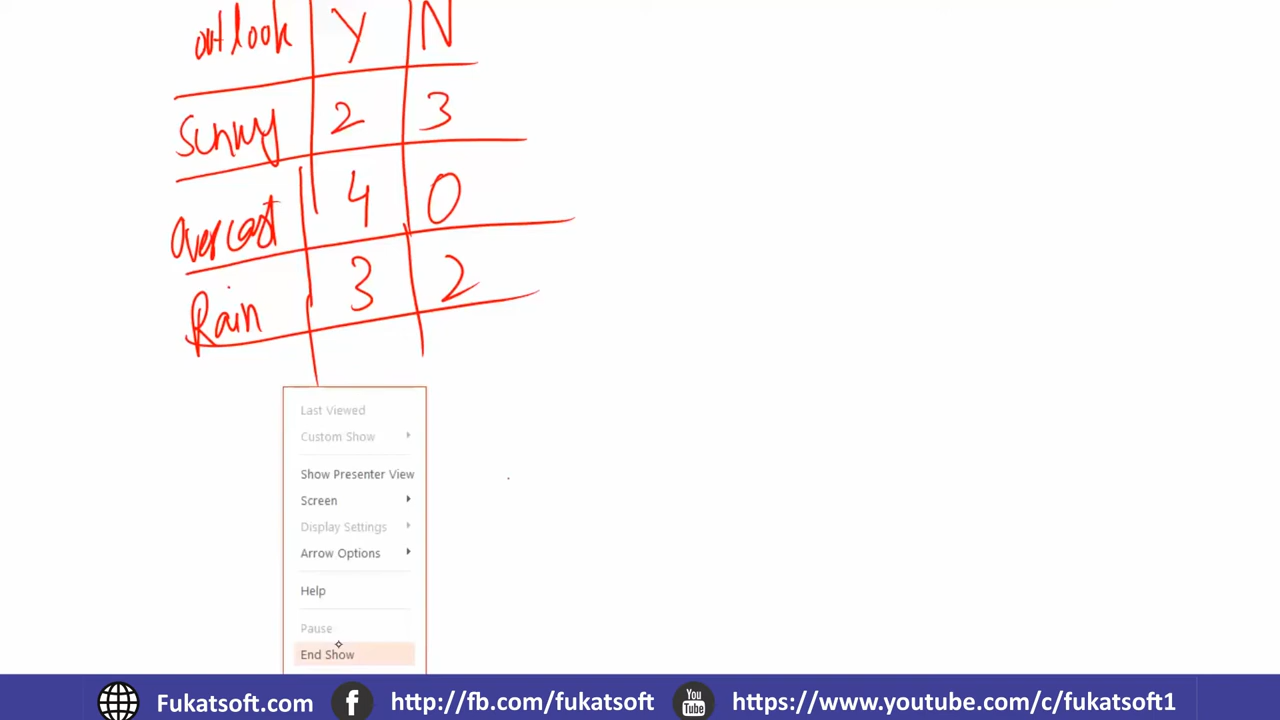 outlook Y N
Sunny 2 3
Overcast 4 0
Rain 3 2
Last Viewed
Custom Show
Show Presenter View
Screen
Display Settings
Arrow Options
Help
Pause
End Show
Fukatsoft.com f http://fb.com/fukatsoft You Tube https://www.youtube.com/c/fukatsoft1